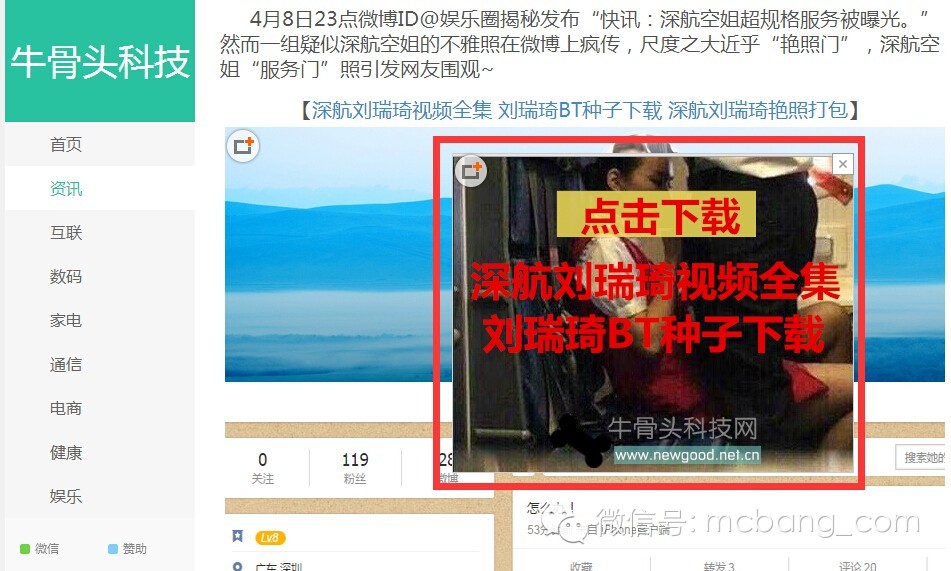 牛骨头科技
首页
资讯
互联
数码
家电
通信
电商
健康
娱乐
微信
赞助
4月8日23点微博ID@娱乐圈揭秘发布“快讯：深航空姐超规格服务被曝光。”
然而一组疑似深航空姐的不雅照在微博上疯传，尺度之大近乎“艳照门”，深航空
姐“服务门”照引发网友围观~
【深航刘瑞琦视频全集 刘瑞琦BT种子下载 深航刘瑞琦艳照打包】
点击下载
深航刘瑞琦视频全集
刘瑞琦BT种子下载
牛骨头科技网
www.newgood.net.cn
0
关注
119
粉丝
28
微博
搜索她的
Lv8
广东 深圳
微信号: mcbang_com
收藏
转发 3
评论 20